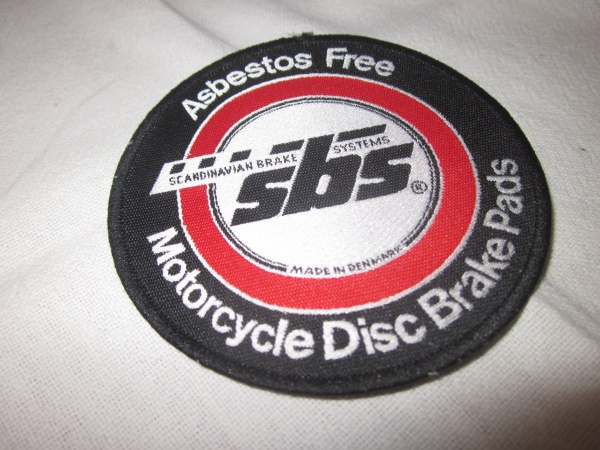 Asbestos Free
SCANDINAVIAN BRAKE SYSTEMS
sbs®
MADE IN DENMARK
Motorcycle Disc Brake Pads